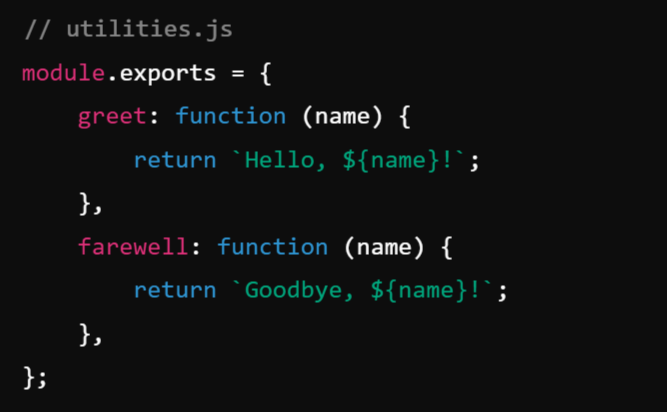 // utilities.js
module.exports = {
    greet: function (name) {
        return `Hello, ${name}!`;
    },
    farewell: function (name) {
        return `Goodbye, ${name}!`;
    },
};